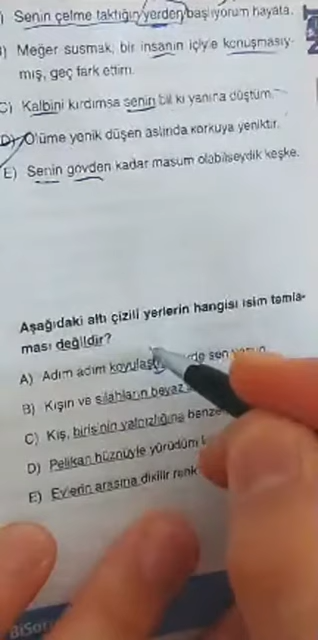 Senin çelme taktığın yerden başlıyorum hayata.
Meğer susmak, bir insanın içiyle konuşmasıy-
mış, geç fark ettim.
C) Kalbini kırdımsa senin bil ki yanına düştüm.
D) Ölüme yenik düşen aslında korkuya yeniktir.
E) Senin gövden kadar masum olabilseydik keşke.
Aşağıdaki altı çizili yerlerin hangisi isim tamla-
ması değildir?
A) Adım adım
B) Kışın ve silahların beyaz
C) Kış, birisinin yalnızlığına
D) Pelikan hüznüyle yürüdüm
E) Evlerin arasına dikilir renk